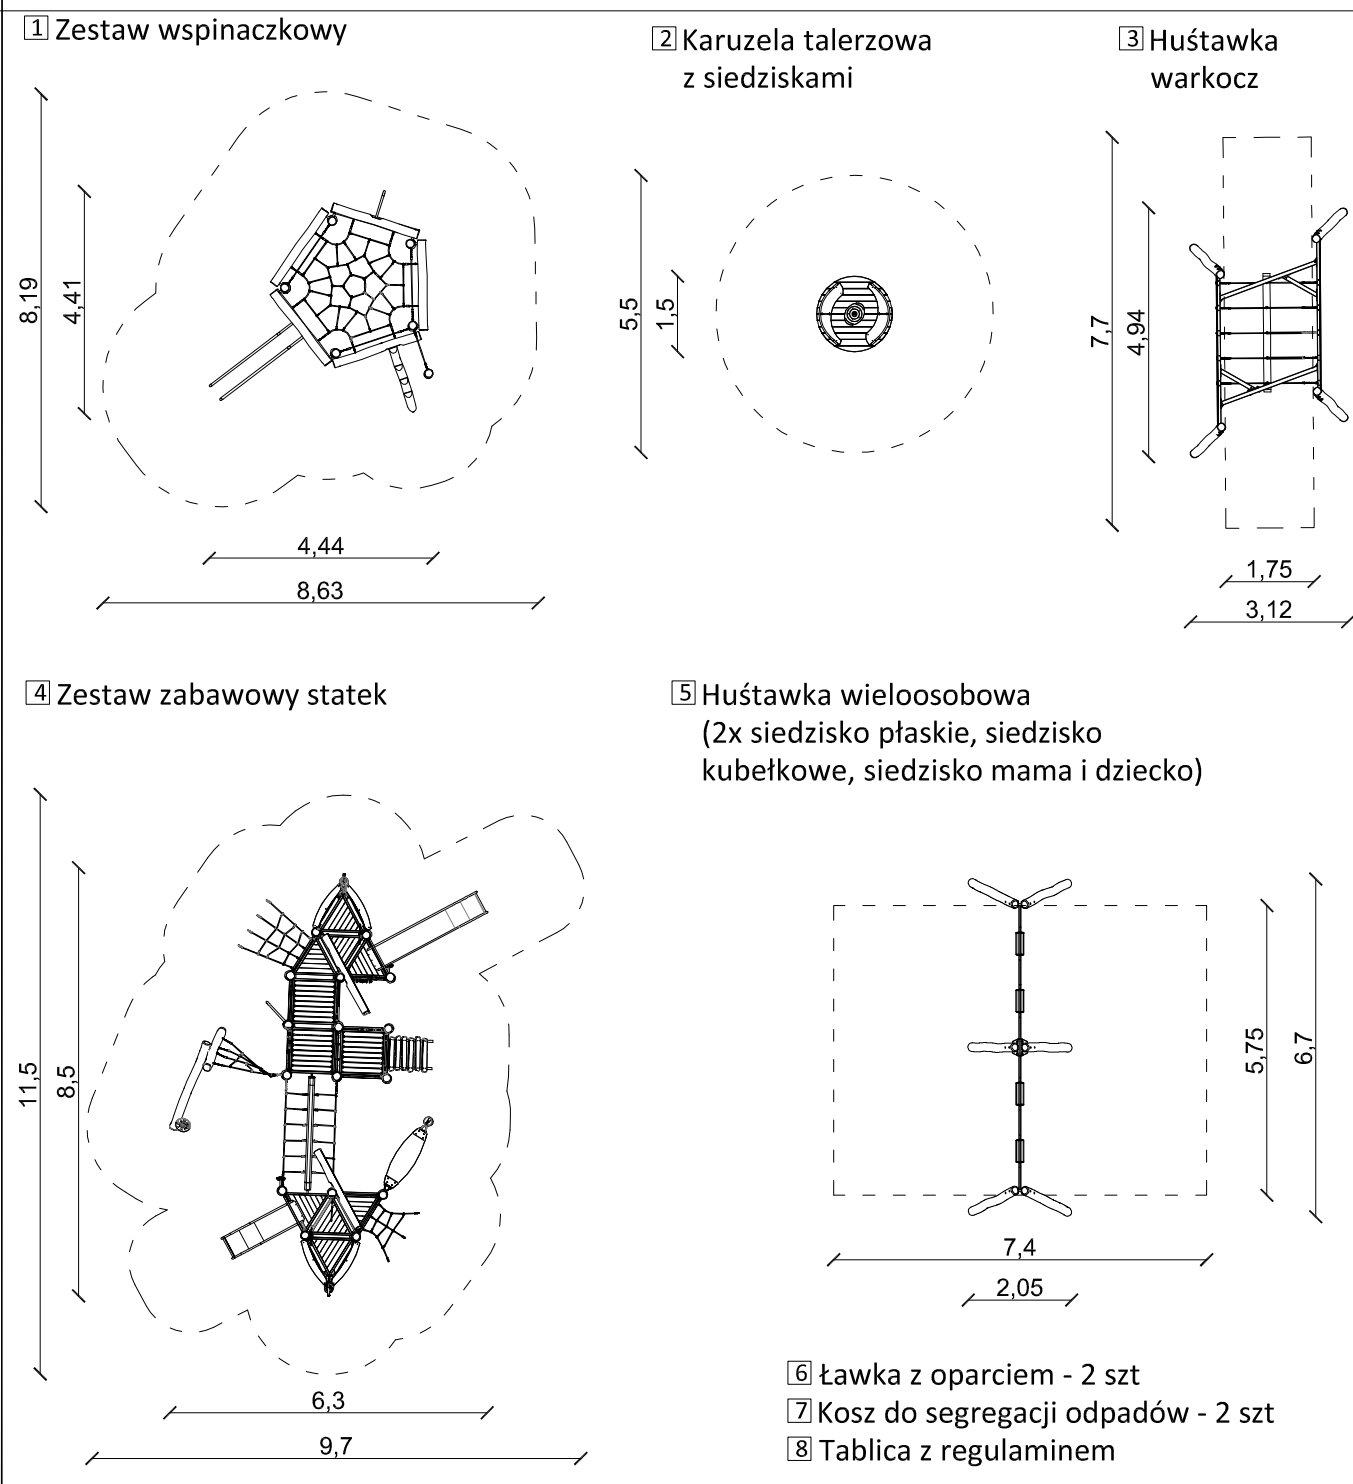 1 Zestaw wspinaczkowy
8,19
4,41
4,44
8,63
2 Karuzela talerzowa
z siedziskami
5,5
1,5
3 Huśtawka
warkocz
7,7
4,94
1,75
3,12
4 Zestaw zabawowy statek
11,5
8,5
6,3
9,7
5 Huśtawka wieloosobowa
(2x siedzisko płaskie, siedzisko
kubełkowe, siedzisko mama i dziecko)
5,75
6,7
7,4
2,05
6 Ławka z oparciem - 2 szt
7 Kosz do segregacji odpadów - 2 szt
8 Tablica z regulaminem